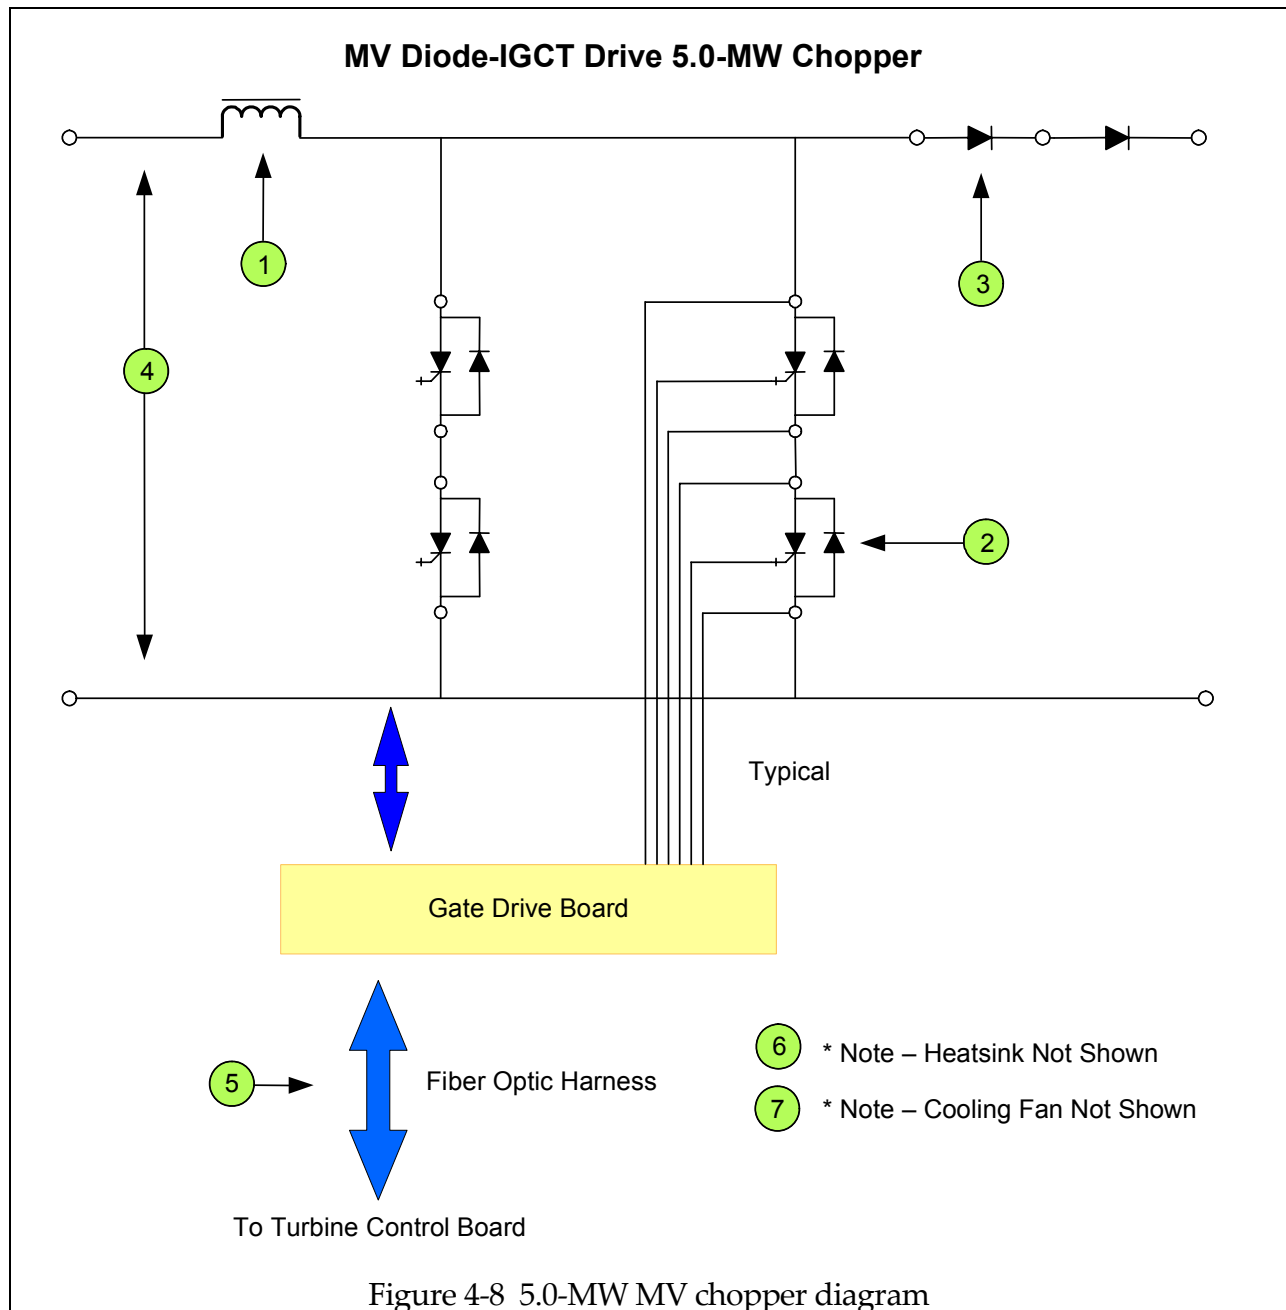 MV Diode-IGCT Drive 5.0-MW Chopper
1
3
4
2
Typical
Gate Drive Board
6 * Note – Heatsink Not Shown
5 Fiber Optic Harness
7 * Note – Cooling Fan Not Shown
To Turbine Control Board
Figure 4-8 5.0-MW MV chopper diagram